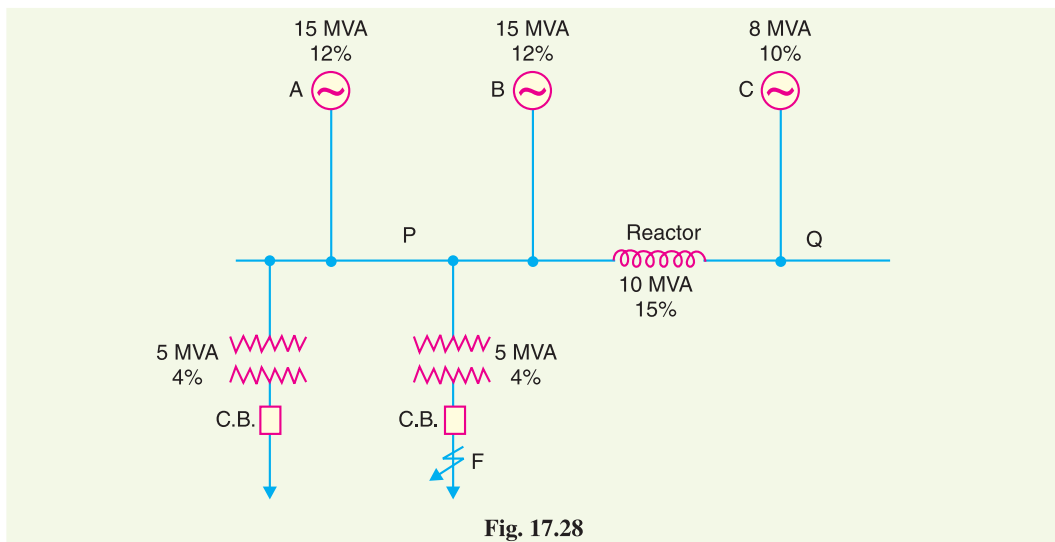 15 MVA 15 MVA 8 MVA
12% 12% 10%
A B C
P Reactor Q
10 MVA
15%
5 MVA 5 MVA
4% 4%
C.B. C.B.
F
Fig. 17.28